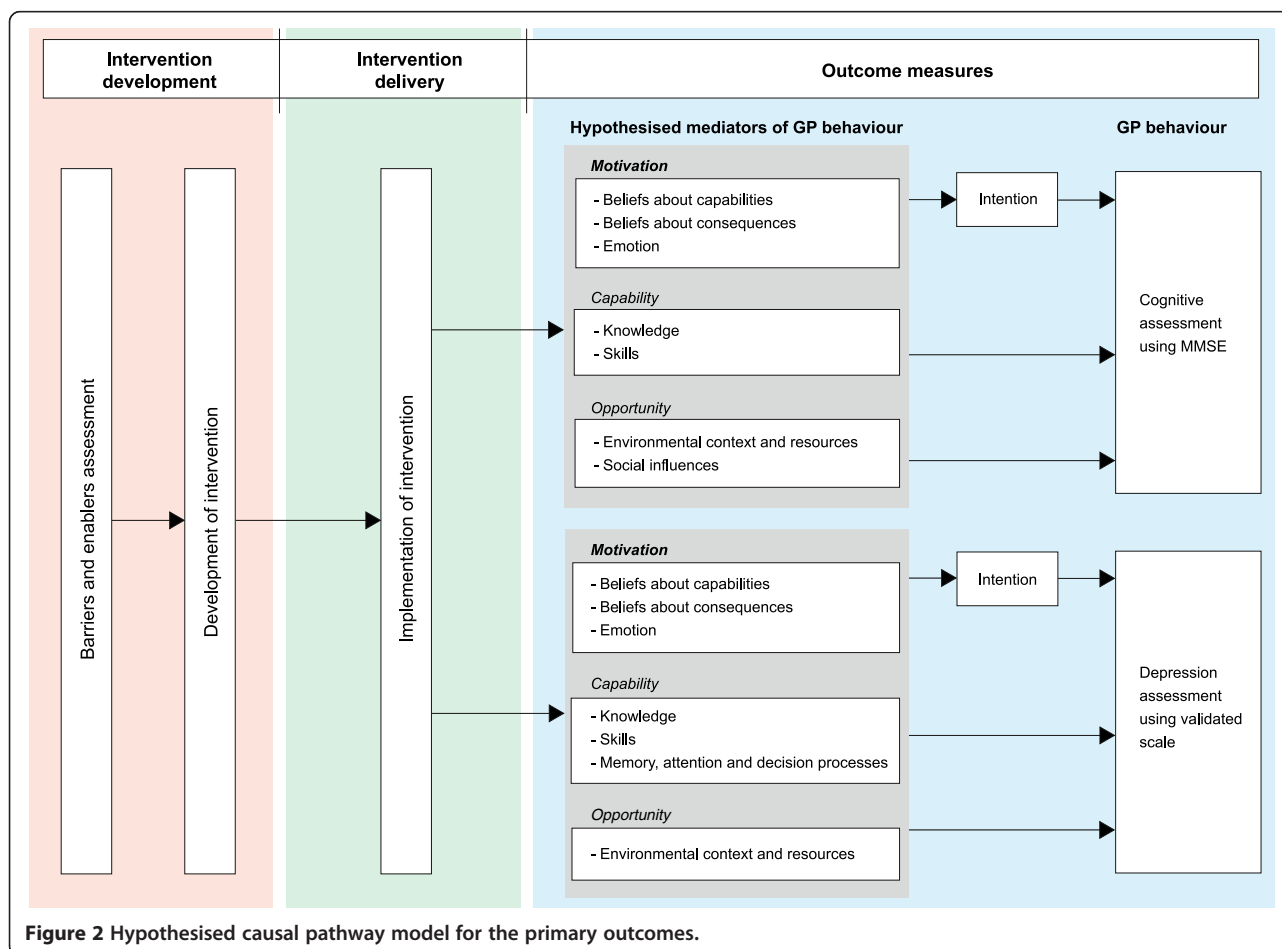 Intervention
development
Intervention
delivery
Outcome measures
Hypothesised mediators of GP behaviour
GP behaviour
Barriers and enablers assessment
Development of intervention
Implementation of intervention
Motivation
- Beliefs about capabilities
- Beliefs about consequences
- Emotion
Intention
Capability
- Knowledge
- Skills
Opportunity
- Environmental context and resources
- Social influences
Cognitive
assessment
using MMSE
Motivation
- Beliefs about capabilities
- Beliefs about consequences
- Emotion
Intention
Capability
- Knowledge
- Skills
- Memory, attention and decision processes
Opportunity
- Environmental context and resources
Depression
assessment
using validated
scale
Figure 2 Hypothesised causal pathway model for the primary outcomes.